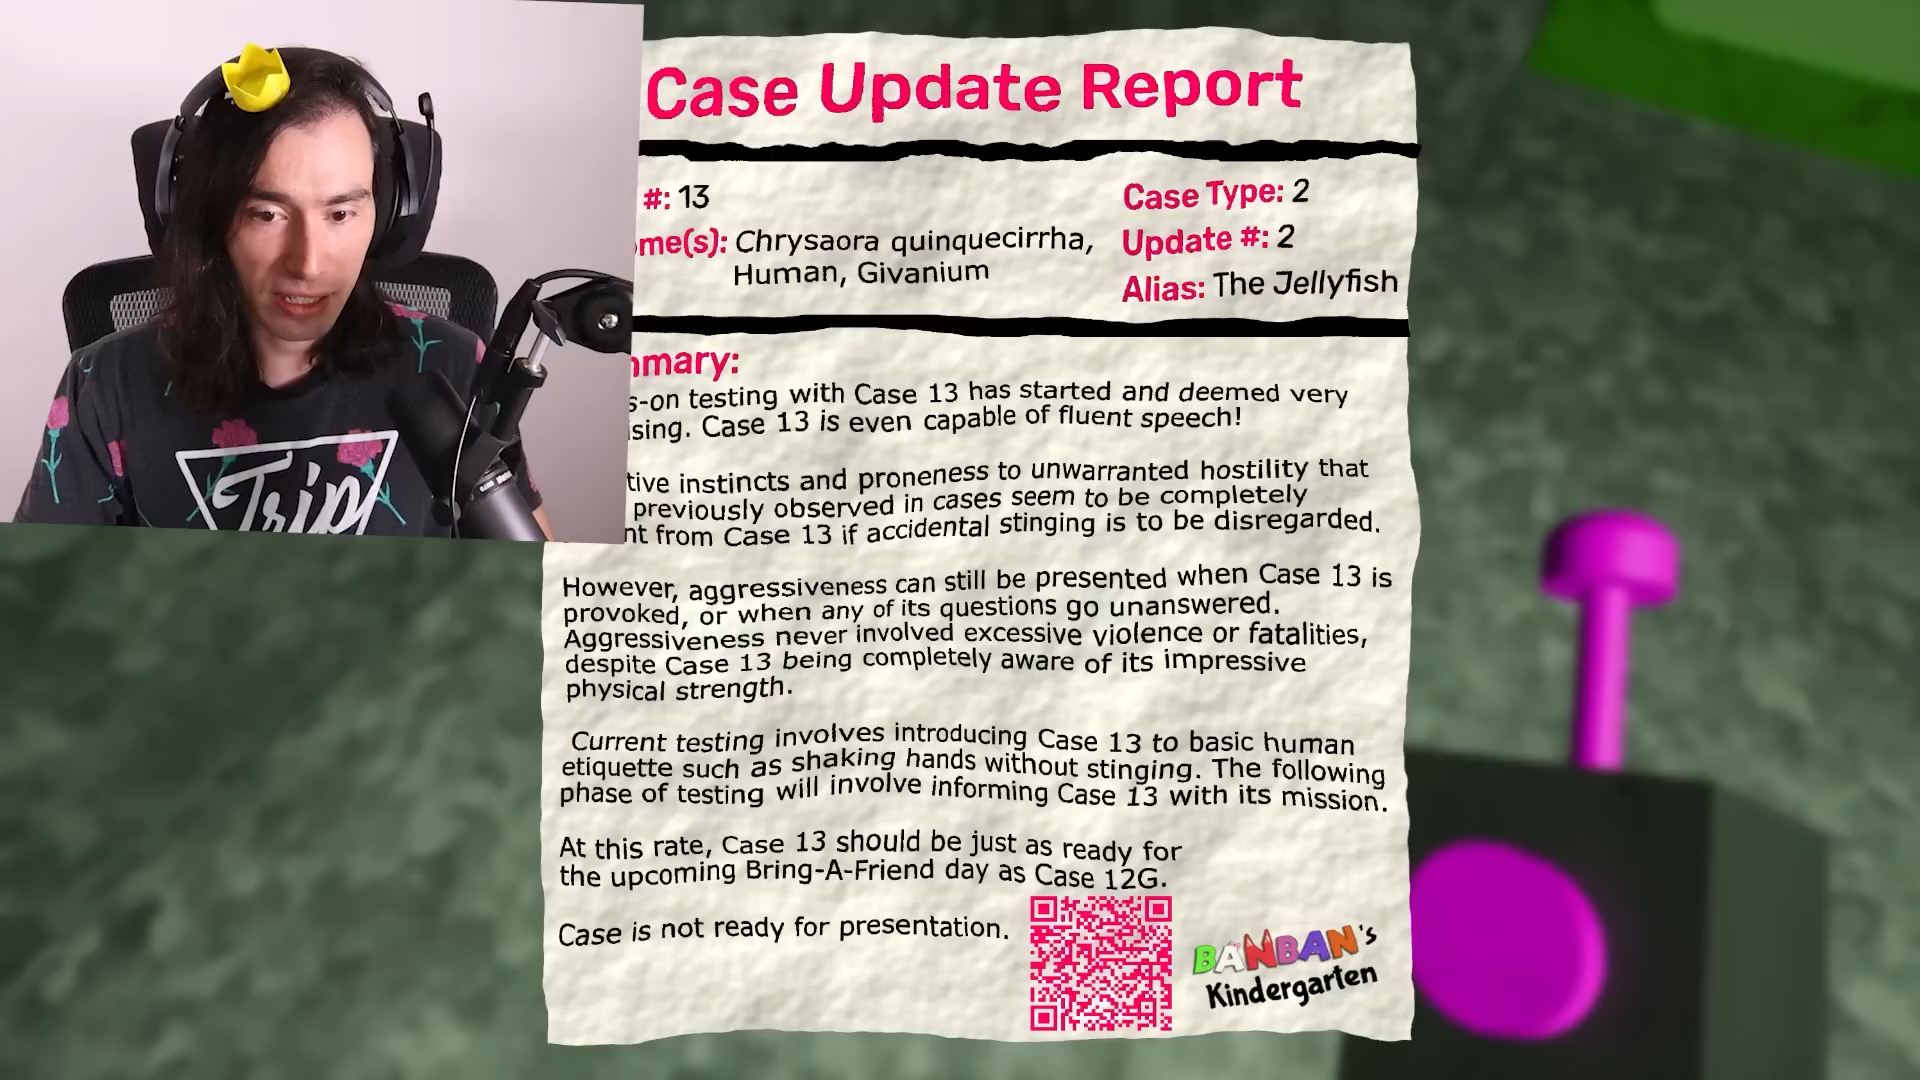 Case Update Report
#: 13
Case Type: 2
Chrysaora quinquecirrha,
Update #: 2
Human, Givanium
Alias: The Jellyfish
testing with Case 13 has started and deemed very
Case 13 is even capable of fluent speech!
instincts and proneness to unwarranted hostility that
previously observed in cases seem to be completely
from Case 13 if accidental stinging is to be disregarded.
However, aggressiveness can still be presented when Case 13 is
provoked, or when any of its questions go unanswered.
Aggressiveness never involved excessive violence or fatalities,
despite Case 13 being completely aware of its impressive
physical strength.
Current testing involves introducing Case 13 to basic human
etiquette such as shaking hands without stinging. The following
phase of testing will involve informing Case 13 with its mission.
At this rate, Case 13 should be just as ready for
the upcoming Bring-A-Friend day as Case 12G.
Case is not ready for presentation.
BANBAN's
Kindergarten
Trip